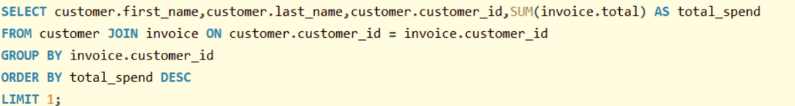 SELECT customer.first_name,customer.last_name,customer.customer_id,SUM(invoice.total) AS total_spend
FROM customer JOIN invoice ON customer.customer_id = invoice.customer_id
GROUP BY invoice.customer_id
ORDER BY total_spend DESC
LIMIT 1;